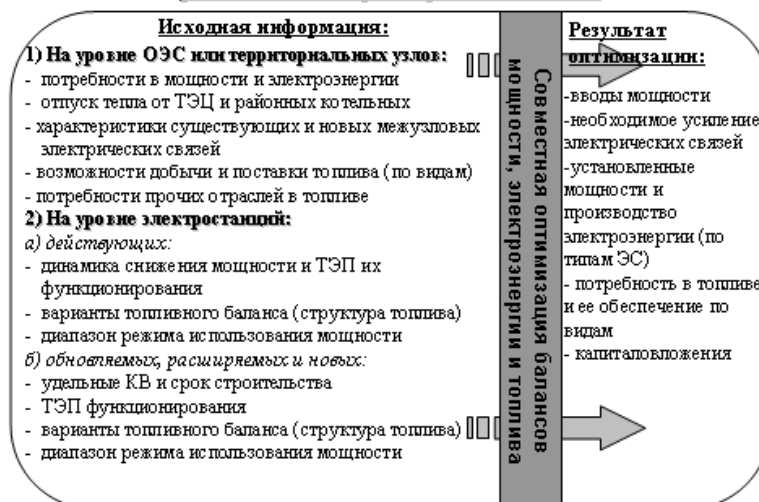 Исходная информация:
1) На уровне ОЭС или территориальных узлов:
- потребности в мощности и электроэнергии
- отпуск тепла от ТЭЦ и районных котельных
- характеристики существующих и новых межузловых
электрических связей
- возможности добычи и поставки топлива (по видам)
- потребности прочих отраслей в топливе
2) На уровне электростанций:
а) действующих:
- динамика снижения мощности и ТЭП их
функционирования
- варианты топливного баланса (структура топлива)
- диапазон режима использования мощности
б) обновляемых, расширяемых и новых:
- удельные КВ и срок строительства
- ТЭП функционирования
- варианты топливного баланса (структура топлива)
- диапазон режима использования мощности
Совместная оптимизация балансов
мощности, электроэнергии и топлива
Результат
оптимизации:
-вводы мощности
-необходимое усиление
электрических связей
-установленные
мощности и
производство
электроэнергии (по
типам ЭС)
- потребность в топливе
и ее обеспечение по
видам
- капиталовложения